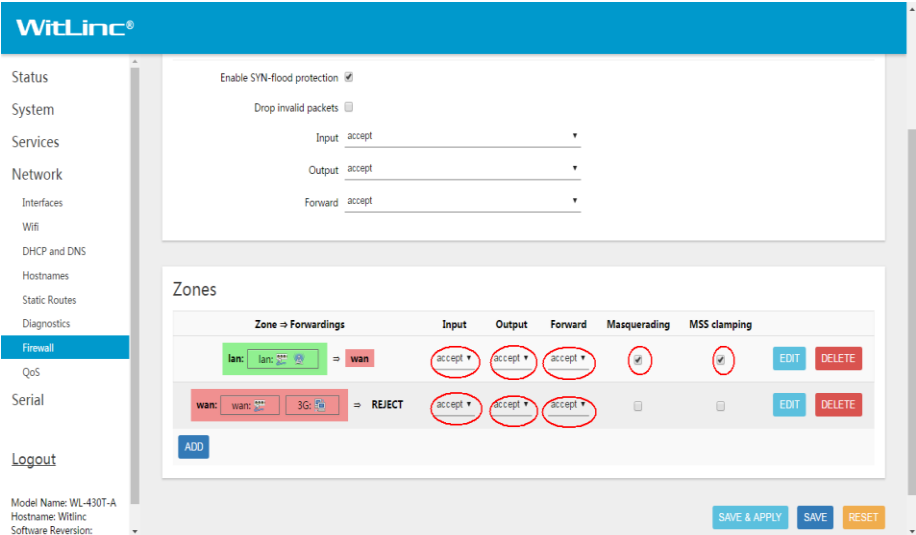 WitLinc®
Status
System
Services
Network
Interfaces
Wifi
DHCP and DNS
Hostnames
Static Routes
Diagnostics
Firewall
QoS
Serial
Logout
Model Name: WL-430T-A
Hostname: Witlinc
Software Reversion:
Enable SYN-flood protection
Drop invalid packets
Input accept
Output accept
Forward accept
Zones
Zone ⇒ Forwardings Input Output Forward Masquerading MSS clamping
lan: lan: ⇒ wan accept accept accept EDIT DELETE
wan: wan: 3G: ⇒ REJECT accept accept accept EDIT DELETE
ADD
SAVE & APPLY SAVE RESET